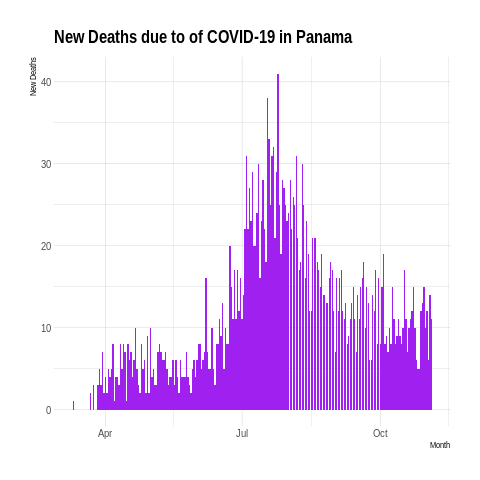 New Deaths due to of COVID-19 in Panama
New Deaths
40
30
20
10
0
Apr
Jul
Oct
Month